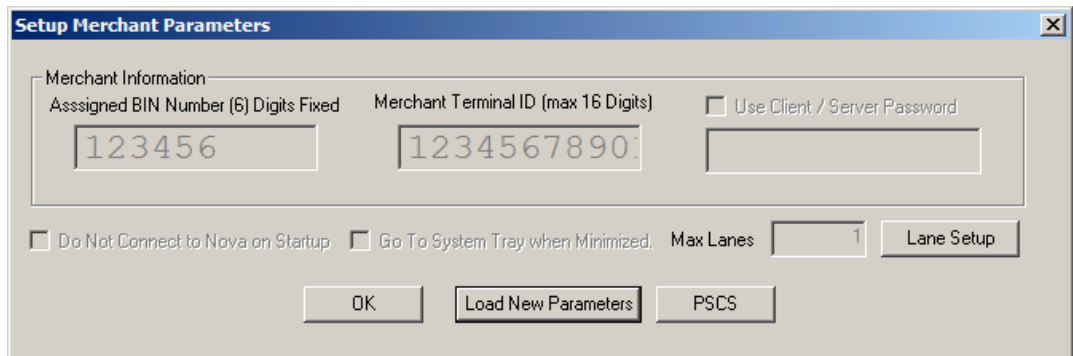 Setup Merchant Parameters
Merchant Information
Asssigned BIN Number (6) Digits Fixed
Merchant Terminal ID (max 16 Digits)
Use Client / Server Password
123456
12345678901
Do Not Connect to Nova on Startup
Go To System Tray when Minimized.
Max Lanes
1
Lane Setup
OK
Load New Parameters
PSCS